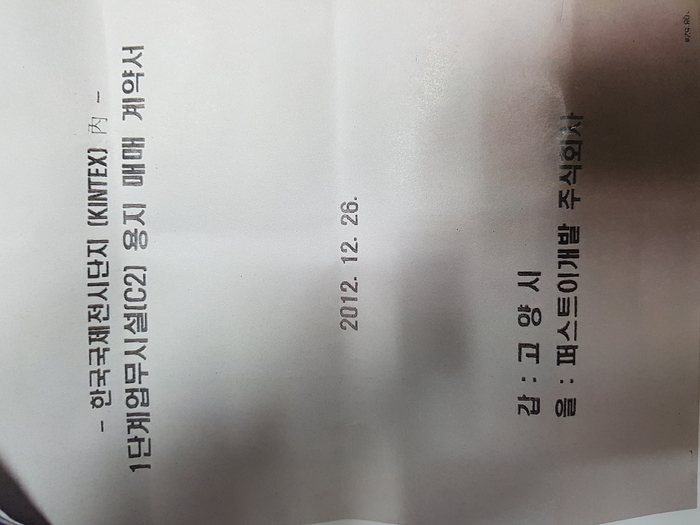 - 한국국제전시단지 (KINTEX) 內 -
1단계업무시설(C2) 용지 매매 계약서
2012. 12. 26.
갑 : 고 양 시
을 : 퍼스트이개발 주식회사